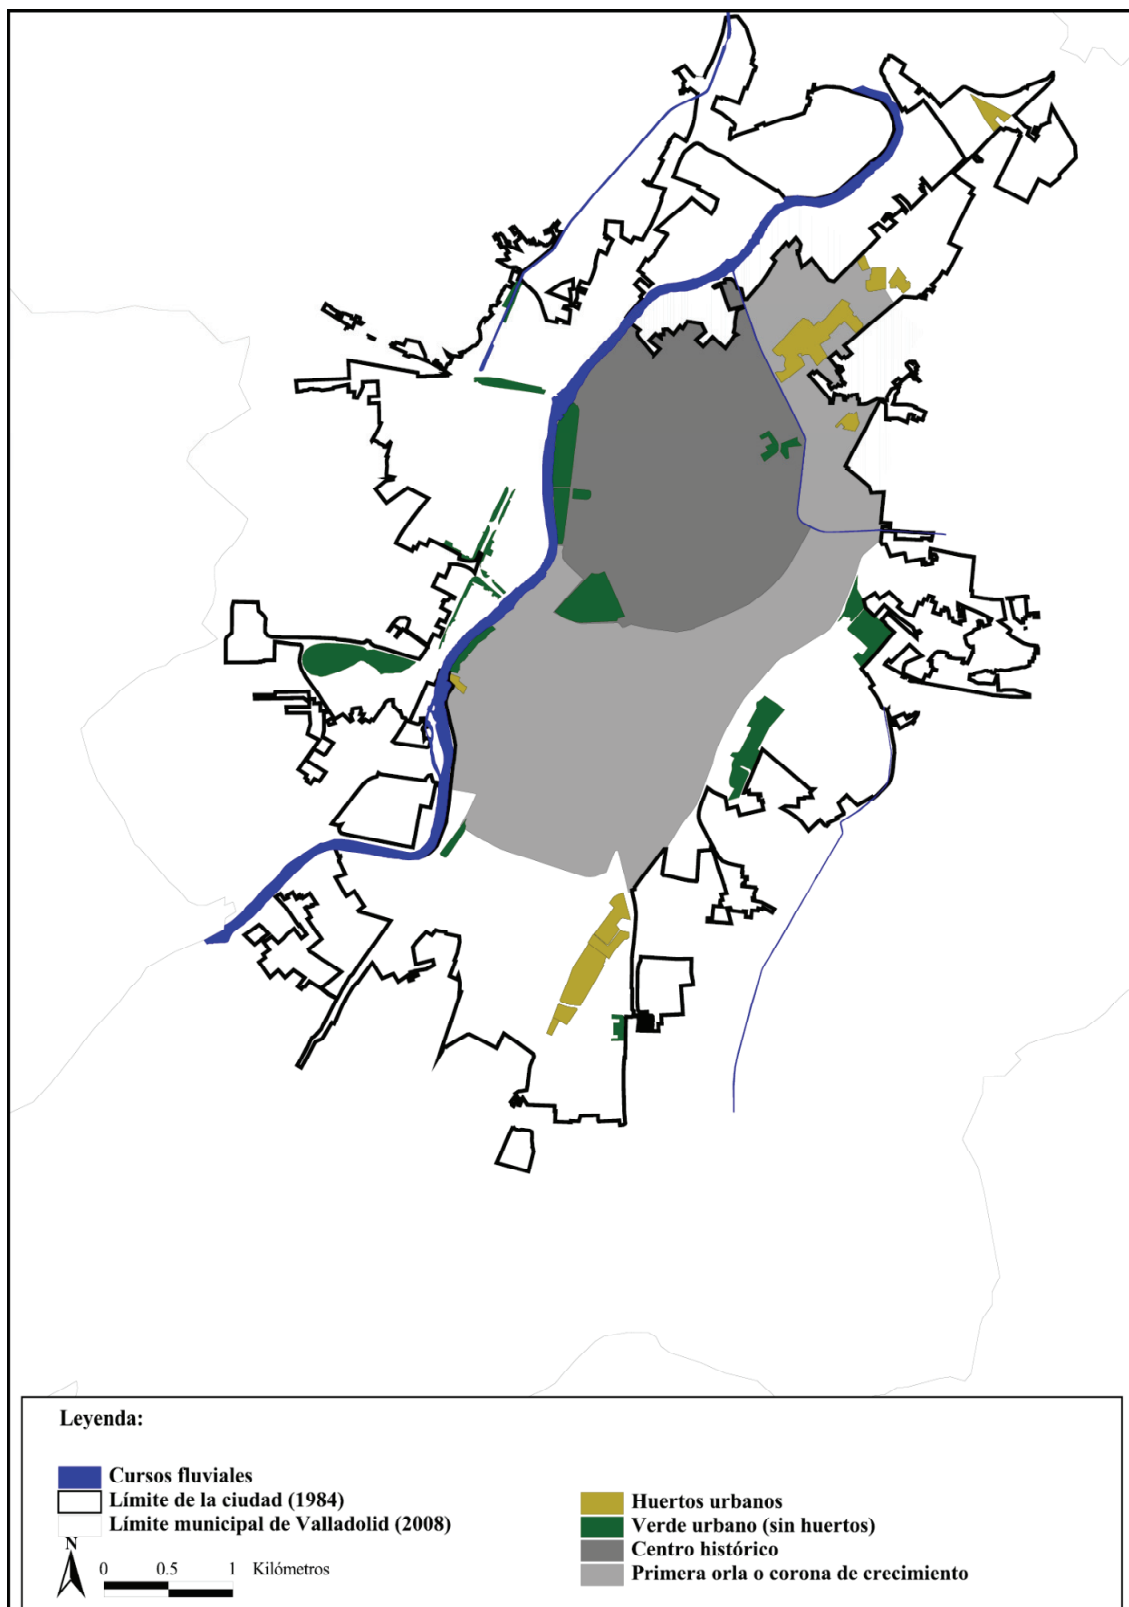 Leyenda:
Cursos fluviales
Límite de la ciudad (1984)
Límite municipal de Valladolid (2008)
N
0 0.5 1 Kilómetros
Huertos urbanos
Verde urbano (sin huertos)
Centro histórico
Primera orla o corona de crecimiento